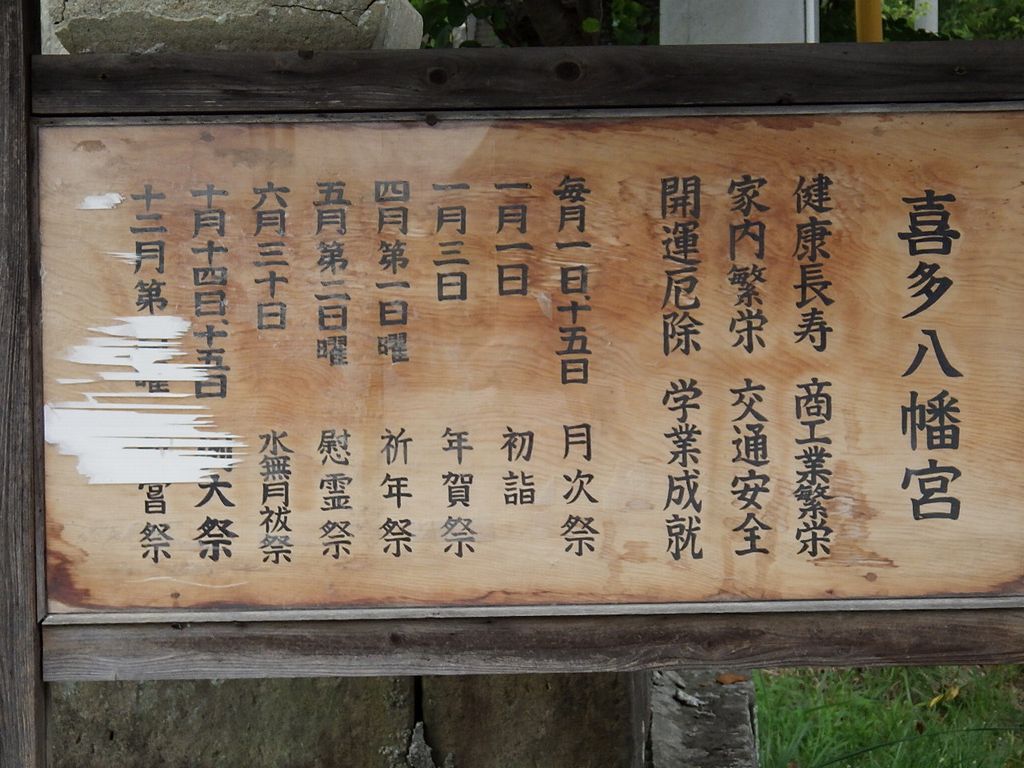 喜多八幡宮
健康長寿 商工業繁栄
家内繁栄 交通安全
開運厄除 学業成就
毎月一日、十五日 月次祭
一月一日 初詣
一月三日 年賀祭
四月第一日曜 祈年祭
五月第二日曜 慰霊祭
六月三十日 水無月祓祭
十月十四日、十五日 大祭
十二月第 曜 嘗祭